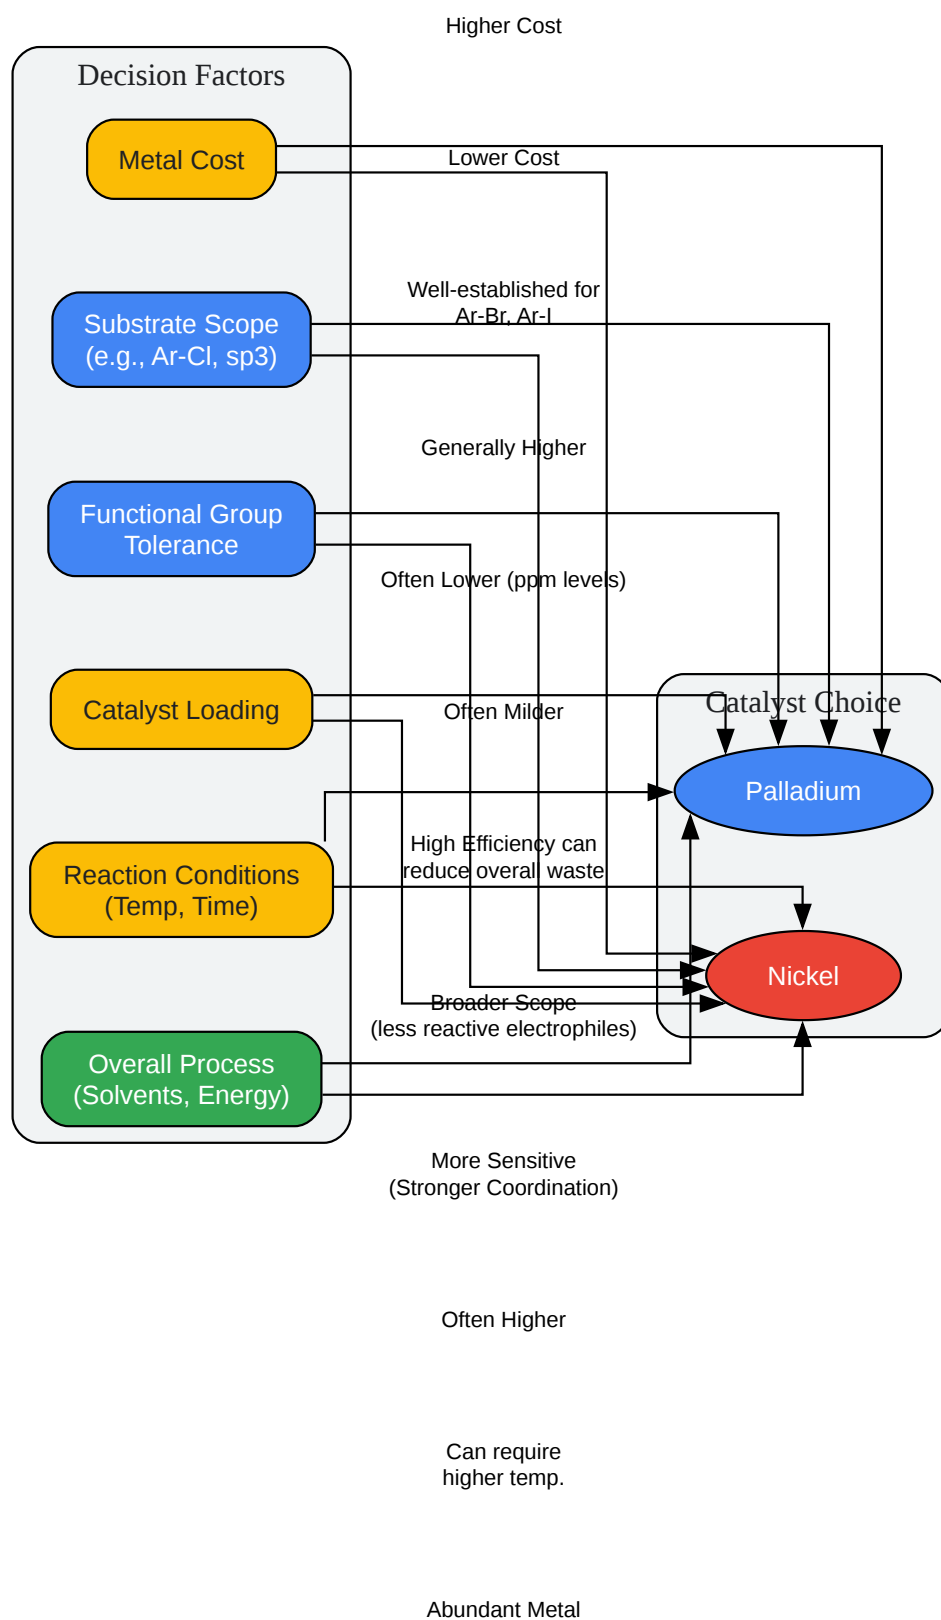 Higher Cost
Decision Factors
Metal Cost
Lower Cost
Well-established for
Ar-Br, Ar-I
Substrate Scope
(e.g., Ar-Cl, sp3)
Generally Higher
Functional Group
Tolerance
Often Lower (ppm levels)
Catalyst Loading
Often Milder
Catalyst Choice
Palladium
High Efficiency can
reduce overall waste
Reaction Conditions
(Temp, Time)
Nickel
Broader Scope
(less reactive electrophiles)
Overall Process
(Solvents, Energy)
More Sensitive
(Stronger Coordination)
Often Higher
Can require
higher temp.
Abundant Metal